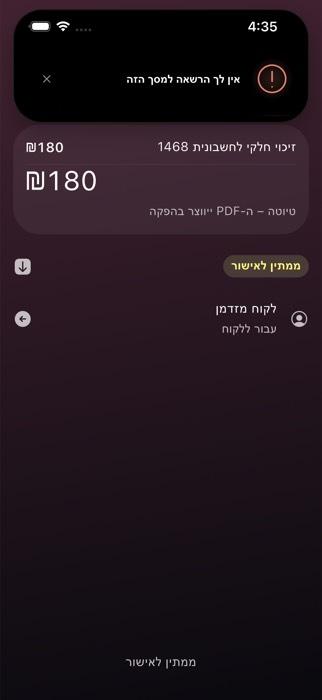 4:35
אין לך הרשאה למסך הזה
זיכוי חלקי לחשבונית 1468
₪180
₪180
טיוטה – ה-PDF ייווצר בהפקה
ממתין לאישור
לקוח מזדמן
עבור ללקוח
ממתין לאישור